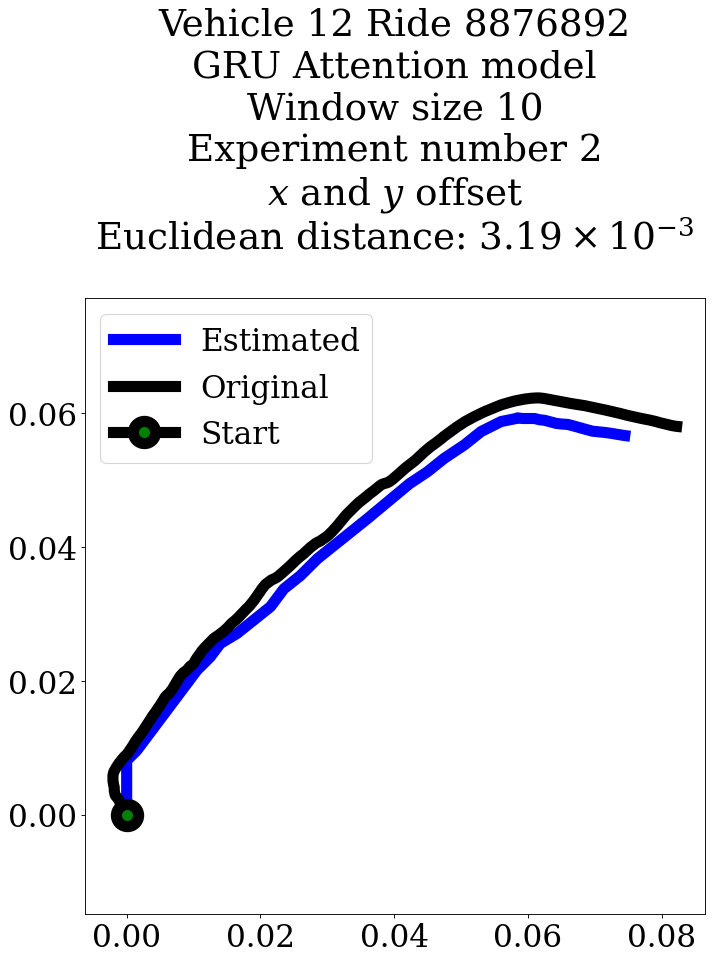 Vehicle 12 Ride 8876892
GRU Attention model
Window size 10
Experiment number 2
x and y offset
Euclidean distance: 3.19 × 10⁻³
Estimated
Original
Start
0.06
0.04
0.02
0.00
0.00 0.02 0.04 0.06 0.08